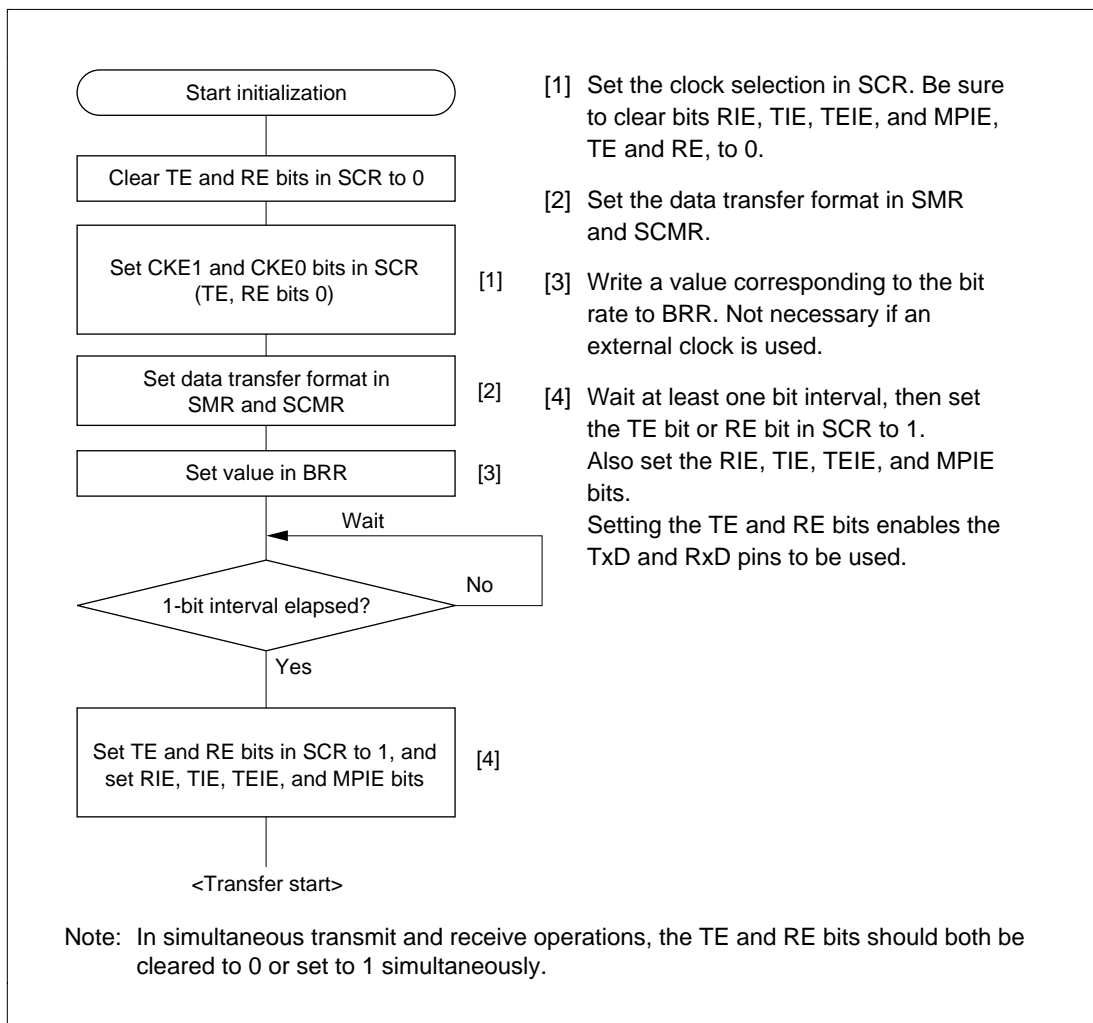 Start initialization
Clear TE and RE bits in SCR to 0
Set CKE1 and CKE0 bits in SCR
(TE, RE bits 0)
[1]
Set data transfer format in
SMR and SCMR
[2]
Set value in BRR
[3]
Wait
No
1-bit interval elapsed?
Yes
Set TE and RE bits in SCR to 1, and
set RIE, TIE, TEIE, and MPIE bits
[4]
<Transfer start>
[1] Set the clock selection in SCR. Be sure
to clear bits RIE, TIE, TEIE, and MPIE,
TE and RE, to 0.
[2] Set the data transfer format in SMR
and SCMR.
[3] Write a value corresponding to the bit
rate to BRR. Not necessary if an
external clock is used.
[4] Wait at least one bit interval, then set
the TE bit or RE bit in SCR to 1.
Also set the RIE, TIE, TEIE, and MPIE
bits.
Setting the TE and RE bits enables the
TxD and RxD pins to be used.
Note: In simultaneous transmit and receive operations, the TE and RE bits should both be
cleared to 0 or set to 1 simultaneously.